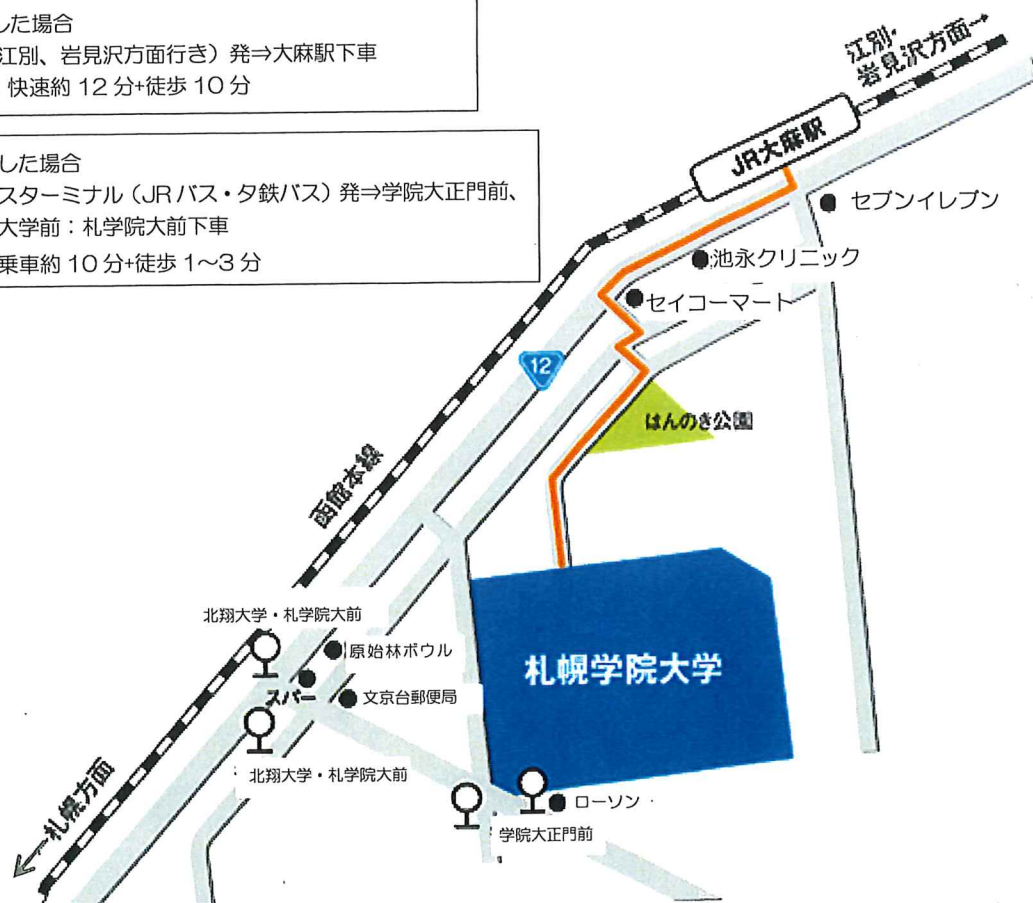 した場合
江別、岩見沢方面行き）発⇒大麻駅下車
快速約 12 分+徒歩 10 分
した場合
スターミナル（JR バス・夕鉄バス）発⇒学院大正門前、
大学前：札学院大前下車
乗車約 10 分+徒歩 1〜3 分
江別・
岩見沢方面→
JR大麻駅
セブンイレブン
池永クリニック
セイコーマート
12
はんのき公園
函館本線
北翔大学・札学院大前
原始林ボウル
スパー
文京台郵便局
札幌学院大学
北翔大学・札学院大前
←札幌方面
ローソン
学院大正門前